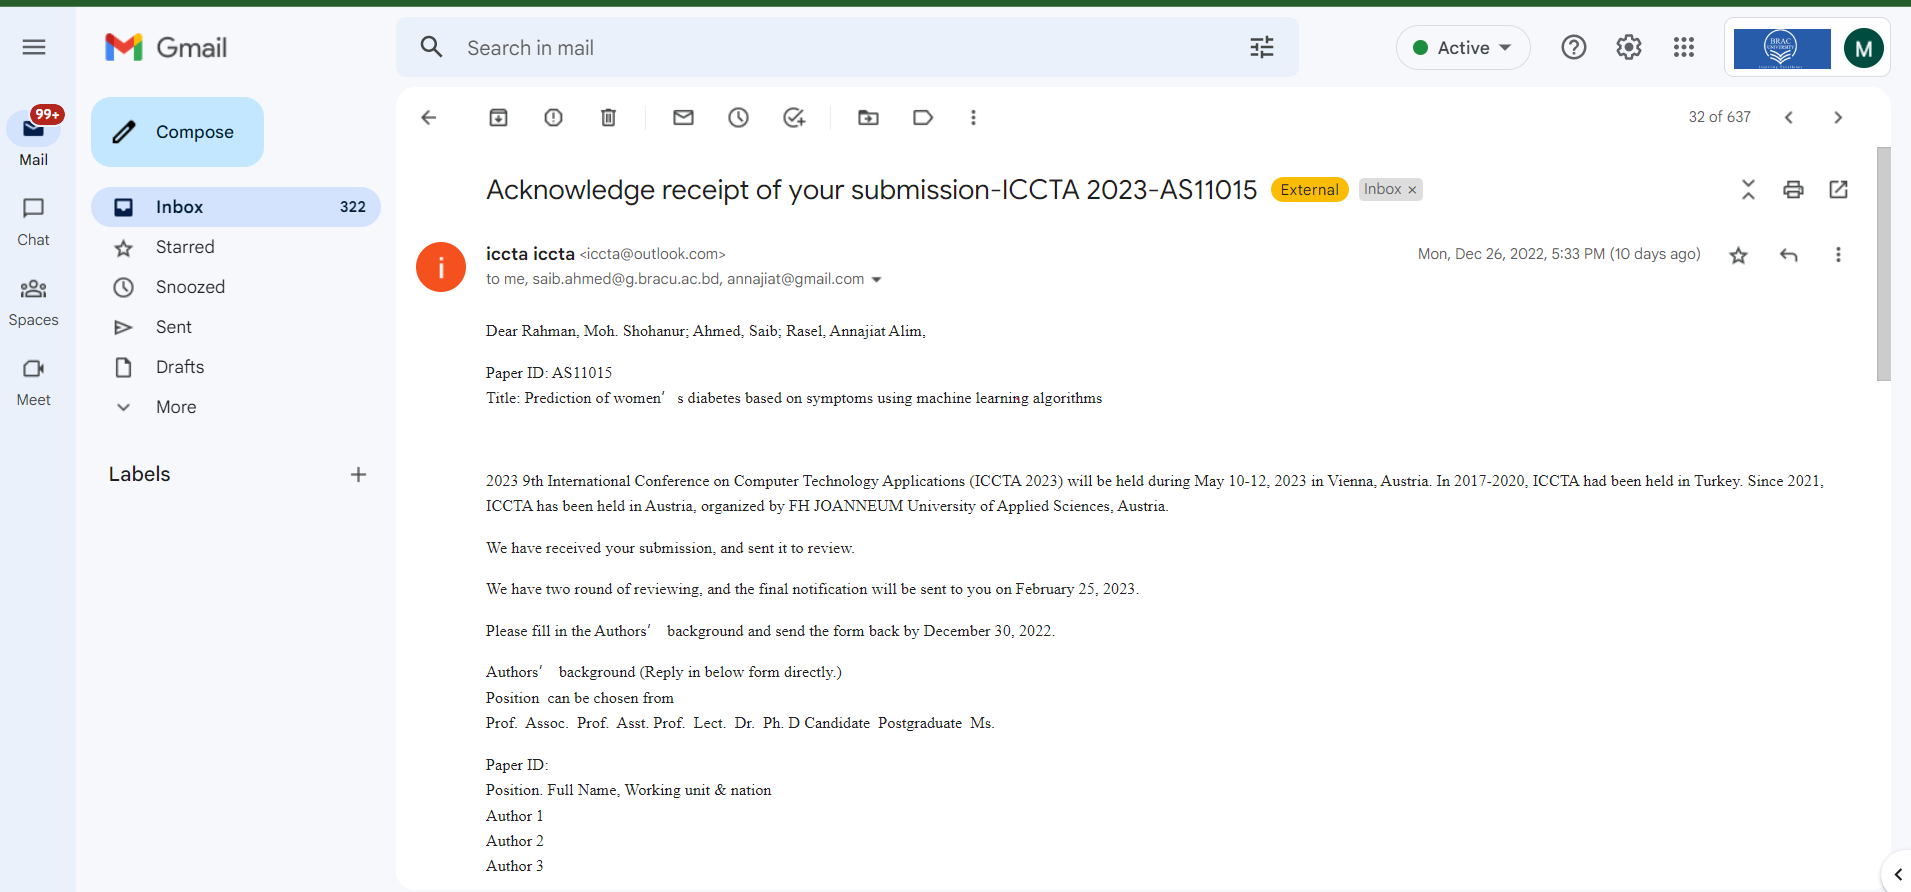 Gmail
Search in mail
Active
BRAC
UNIVERSITY
M
99+
Mail
Compose
32 of 637
Inbox 322
Chat
Acknowledge receipt of your submission-ICCTA 2023-AS11015 External Inbox ×
Starred
iccta iccta <iccta@outlook.com> Mon, Dec 26, 2022, 5:33 PM (10 days ago)
i
to me, saib.ahmed@g.bracu.ac.bd, annajiat@gmail.com
Snoozed
Spaces
Sent
Dear Rahman, Moh. Shohanur; Ahmed, Saib; Rasel, Annajiat Alim,
Drafts
Paper ID: AS11015
Meet
Title: Prediction of women′ s diabetes based on symptoms using machine learning algorithms
More
Labels
2023 9th International Conference on Computer Technology Applications (ICCTA 2023) will be held during May 10-12, 2023 in Vienna, Austria. In 2017-2020, ICCTA had been held in Turkey. Since 2021,
ICCTA has been held in Austria, organized by FH JOANNEUM University of Applied Sciences, Austria.
We have received your submission, and sent it to review.
We have two round of reviewing, and the final notification will be sent to you on February 25, 2023.
Please fill in the Authors′ background and send the form back by December 30, 2022.
Authors′ background (Reply in below form directly.)
Position can be chosen from
Prof. Assoc. Prof. Asst. Prof. Lect. Dr. Ph. D Candidate Postgraduate Ms.
Paper ID:
Position. Full Name, Working unit & nation
Author 1
Author 2
Author 3